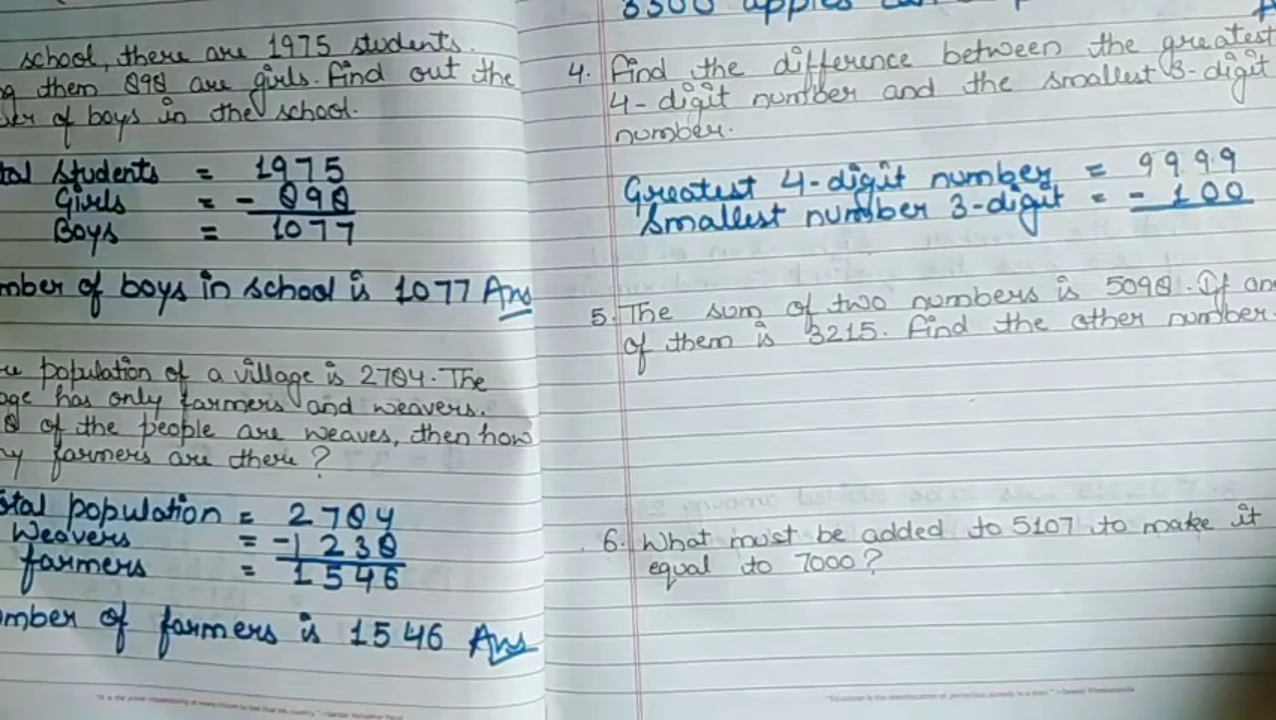 school, there are 1975 students.
them 898 are girls. Find out the
of boys in the school.
Students = 1975
Girls = - 898
Boys = 1077
of boys in school is 1077 Ans
population of a village is 2784. The
has only farmers and weavers.
of the people are weaves, then how
farmers are there?
population = 2784
Weavers = -1238
farmers = 1546
of farmers is 1546 Ans
3500 apples
4. Find the difference between the greatest
4-digit number and the smallest 3-digit
number.
Greatest 4-digit number = 9999
Smallest number 3-digit = - 100
5. The sum of two numbers is 5098. If
of them is 3215. Find the other number.
6. What must be added to 5107 to make it
equal to 7000?